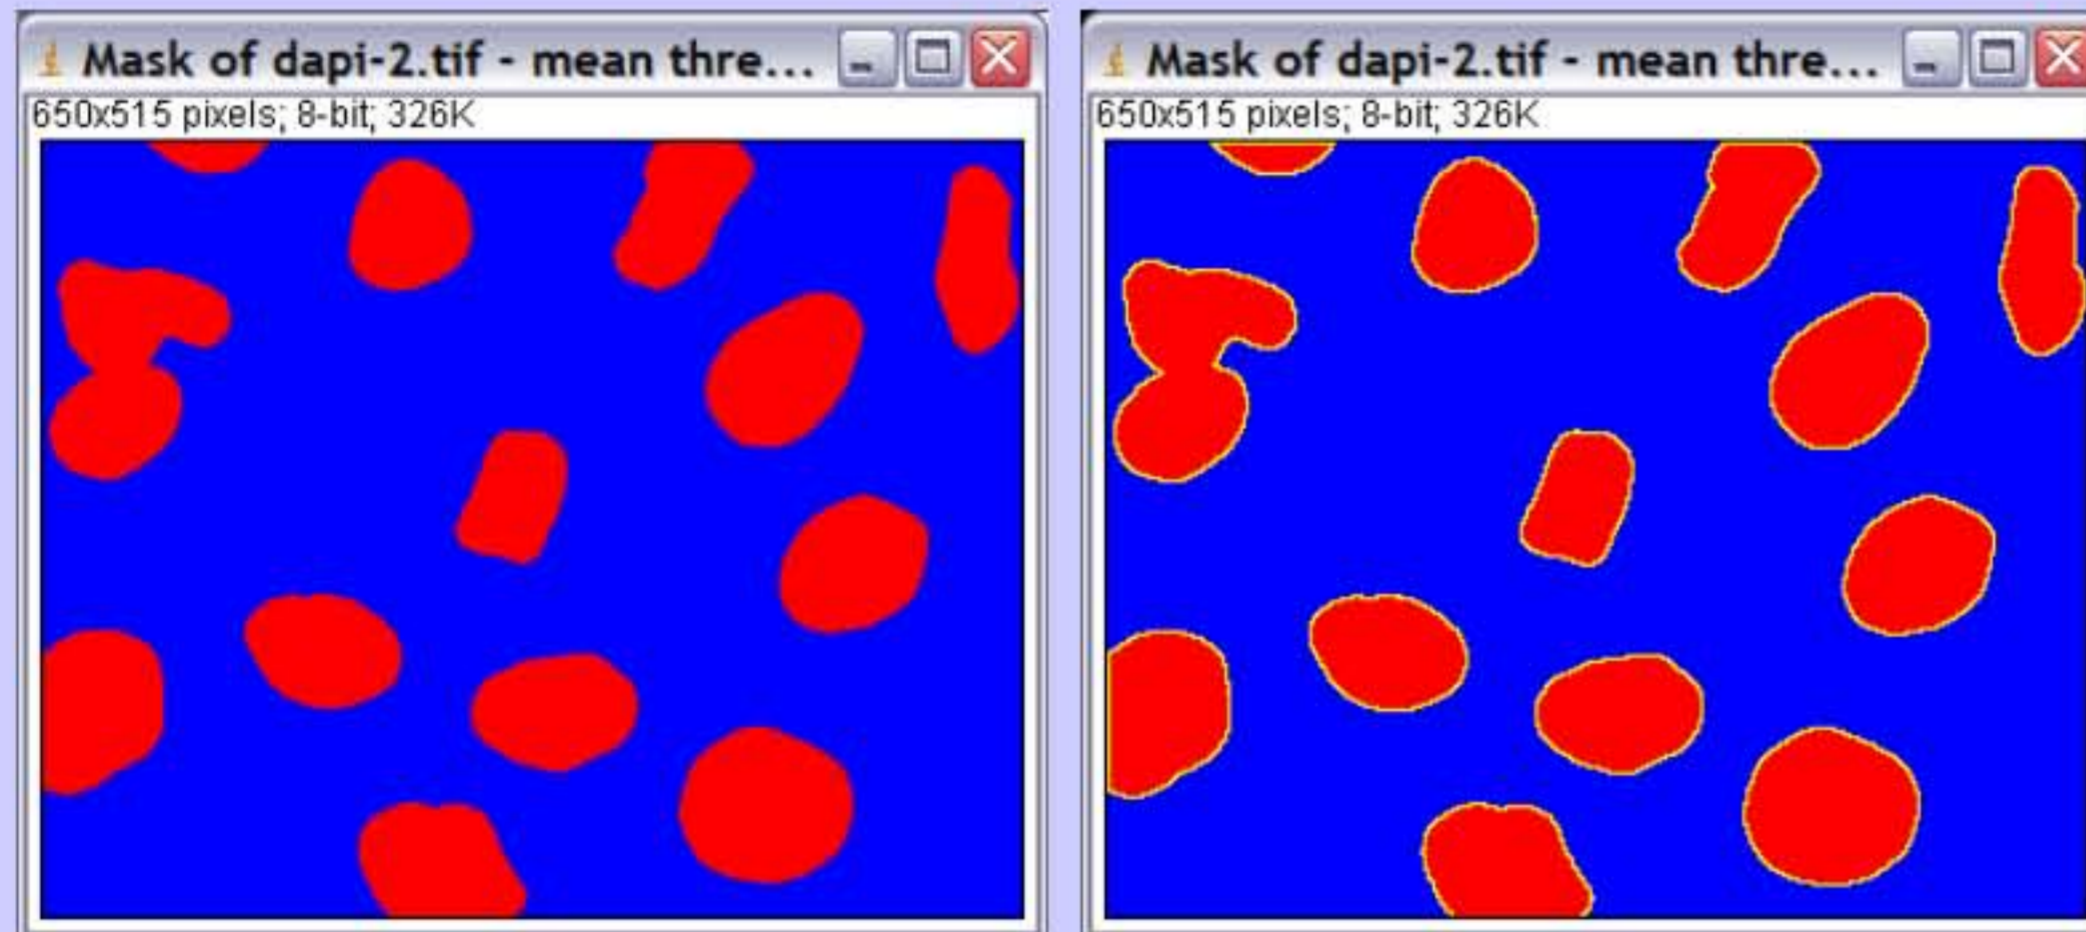 Mask of dapi-2.tif - mean thre...
650x515 pixels; 8-bit; 326K
Mask of dapi-2.tif - mean thre...
650x515 pixels; 8-bit; 326K